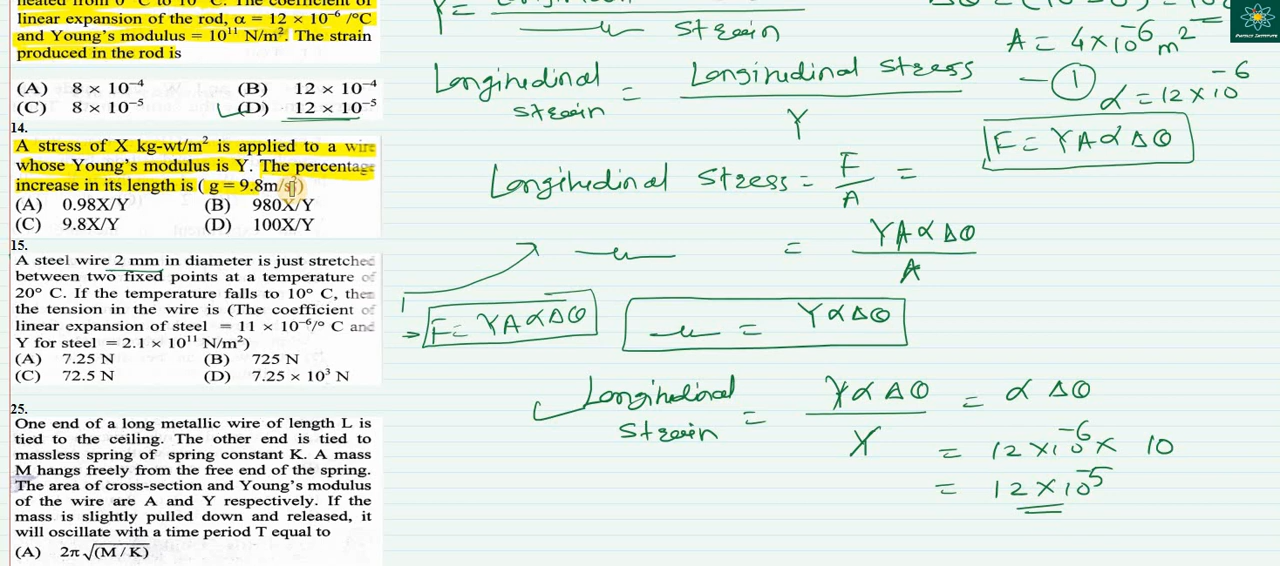 linear expansion of the rod, α = 12 × 10⁻⁶ /°C
and Young's modulus = 10¹¹ N/m². The strain
produced in the rod is
(A) 8 × 10⁻⁴ (B) 12 × 10⁻⁴
(C) 8 × 10⁻⁵ (D) 12 × 10⁻⁵
14.
A stress of X kg-wt/m² is applied to a wire
whose Young's modulus is Y. The percentage
increase in its length is ( g = 9.8m/s²)
(A) 0.98X/Y (B) 980X/Y
(C) 9.8X/Y (D) 100X/Y
15.
A steel wire 2 mm in diameter is just stretched
between two fixed points at a temperature of
20° C. If the temperature falls to 10° C, then
the tension in the wire is (The coefficient of
linear expansion of steel = 11 × 10⁻⁶/° C and
Y for steel = 2.1 × 10¹¹ N/m²)
(A) 7.25 N (B) 725 N
(C) 72.5 N (D) 7.25 × 10³ N
25.
One end of a long metallic wire of length L is
tied to the ceiling. The other end is tied to
massless spring of spring constant K. A mass
M hangs freely from the free end of the spring.
The area of cross-section and Young's modulus
of the wire are A and Y respectively. If the
mass is slightly pulled down and released, it
will oscillate with a time period T equal to
(A) 2π √(M / K)
Y =
strain
A = 4×10⁻⁶ m²
Longitudinal strain = Longitudinal stress / Y — ①
α = 12×10⁻⁶
F = YAαΔθ
Longitudinal stress = F/A =
= YAαΔθ / A
F = YAαΔθ
= YαΔθ
Longitudinal strain = YαΔθ / Y = αΔθ
= 12×10⁻⁶ × 10
= 12×10⁻⁵